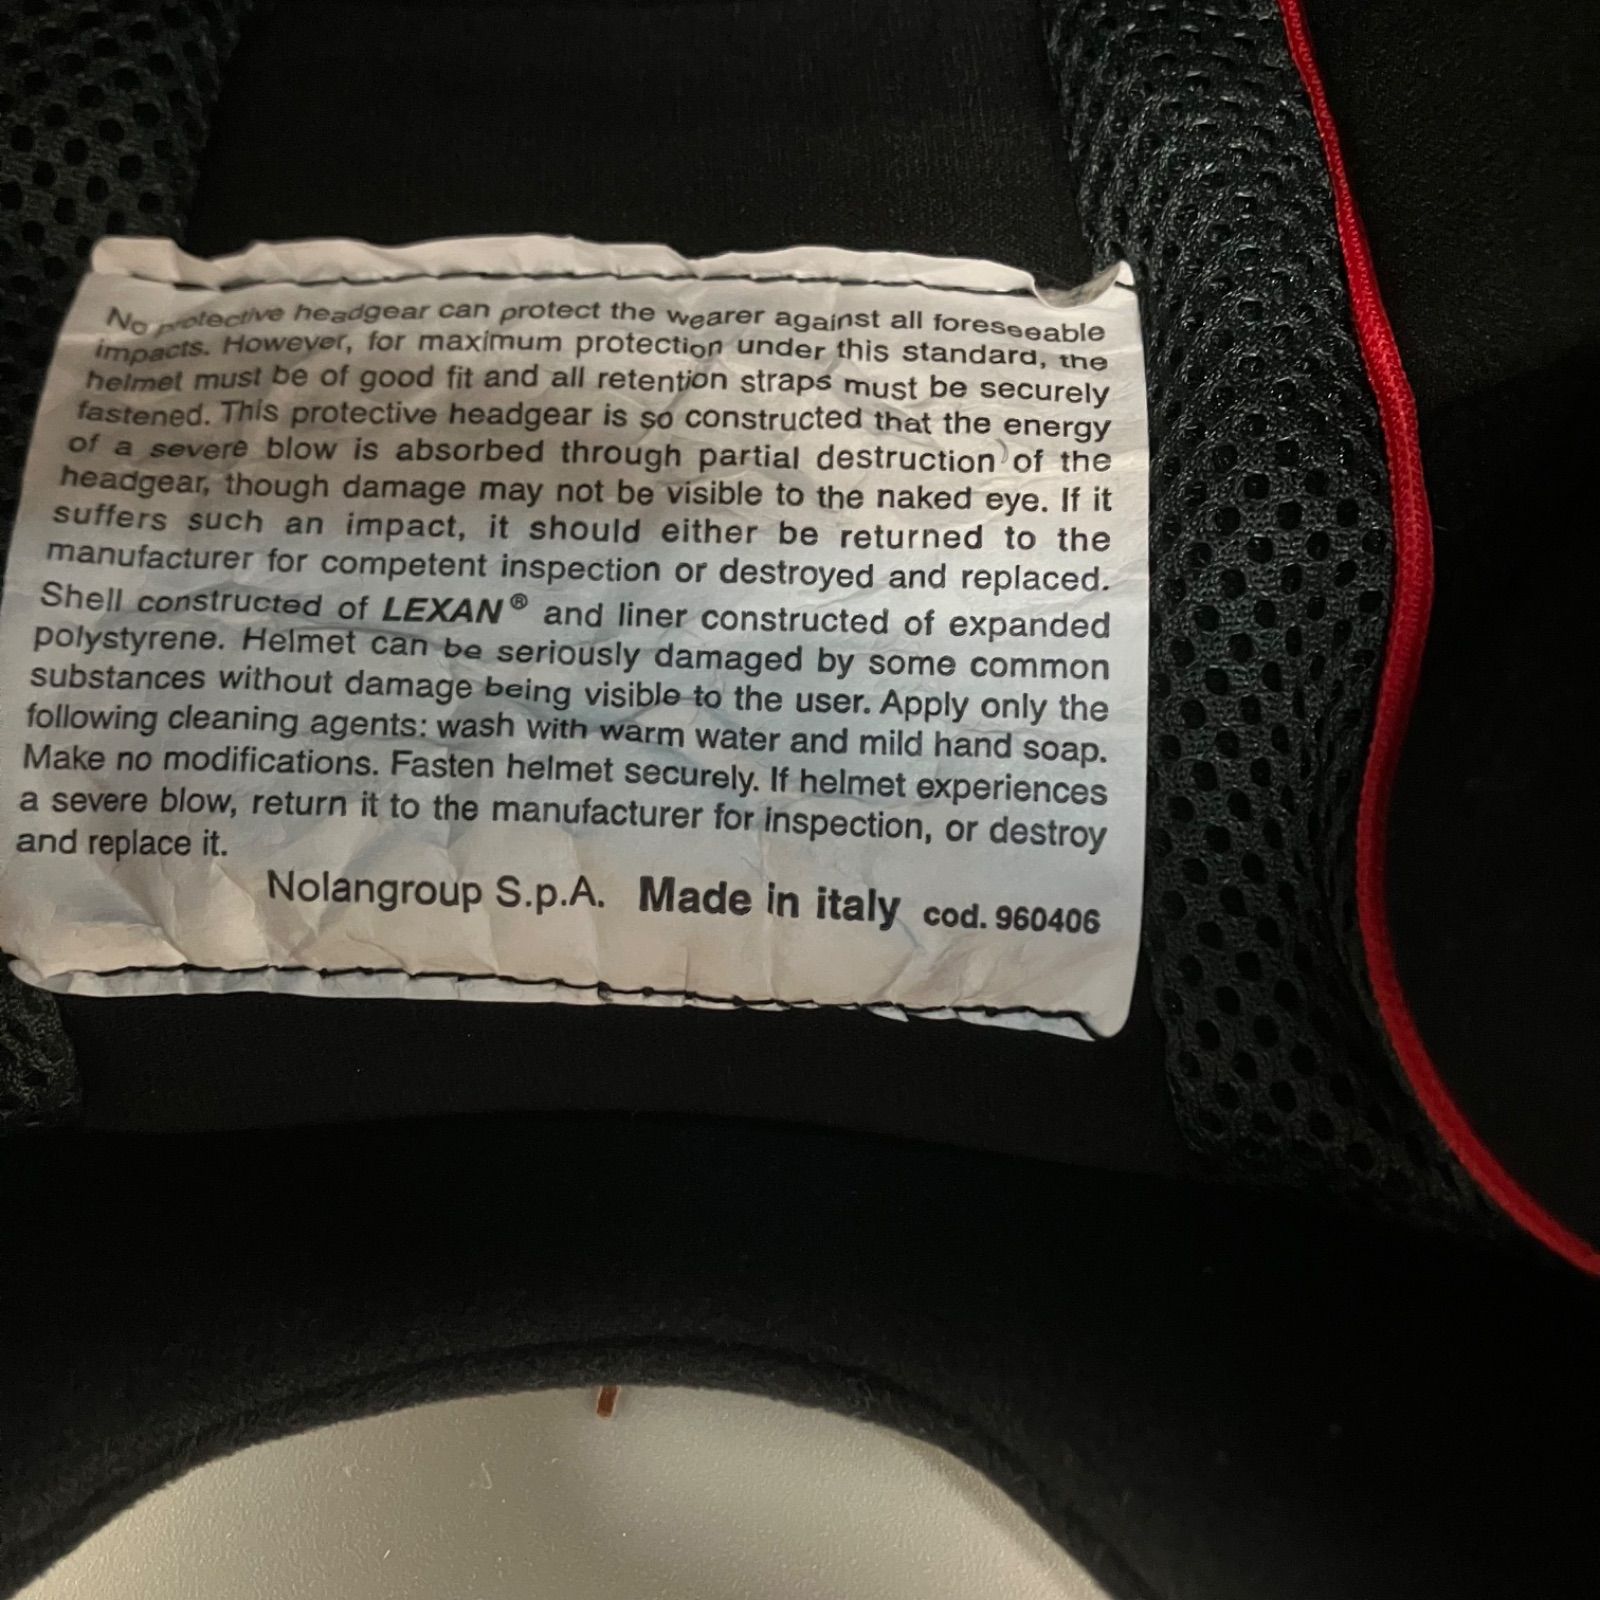 No protective headgear can protect the wearer against all foreseeable
impacts. However, for maximum protection under this standard, the
helmet must be of good fit and all retention straps must be securely
fastened. This protective headgear is so constructed that the energy
of a severe blow is absorbed through partial destruction of the
headgear, though damage may not be visible to the naked eye. If it
suffers such an impact, it should either be returned to the
manufacturer for competent inspection or destroyed and replaced.
Shell constructed of LEXAN® and liner constructed of expanded
polystyrene. Helmet can be seriously damaged by some common
substances without damage being visible to the user. Apply only the
following cleaning agents: wash with warm water and mild hand soap.
Make no modifications. Fasten helmet securely. If helmet experiences
a severe blow, return it to the manufacturer for inspection, or destroy
and replace it.
Nolangroup S.p.A. Made in italy cod. 960406